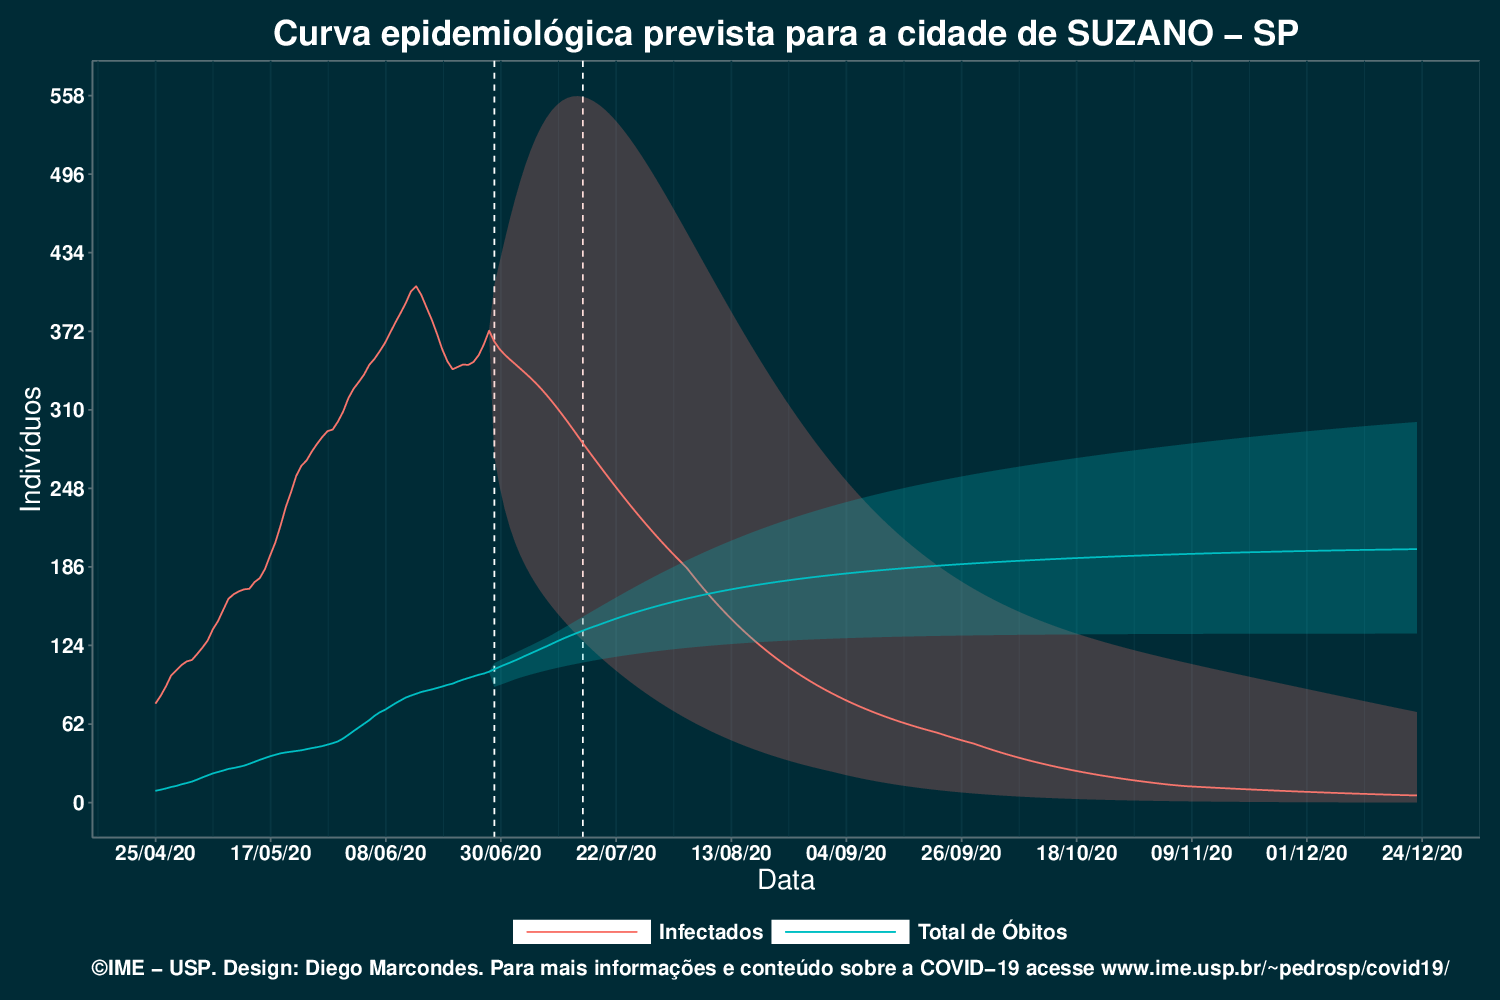 Curva epidemiológica prevista para a cidade de SUZANO – SP
558
496
434
372
310
248
186
124
62
0
Indivíduos
25/04/20 17/05/20 08/06/20 30/06/20 22/07/20 13/08/20 04/09/20 26/09/20 18/10/20 09/11/20 01/12/20 24/12/20
Data
Infectados Total de Óbitos
©IME – USP. Design: Diego Marcondes. Para mais informações e conteúdo sobre a COVID–19 acesse www.ime.usp.br/~pedrosp/covid19/